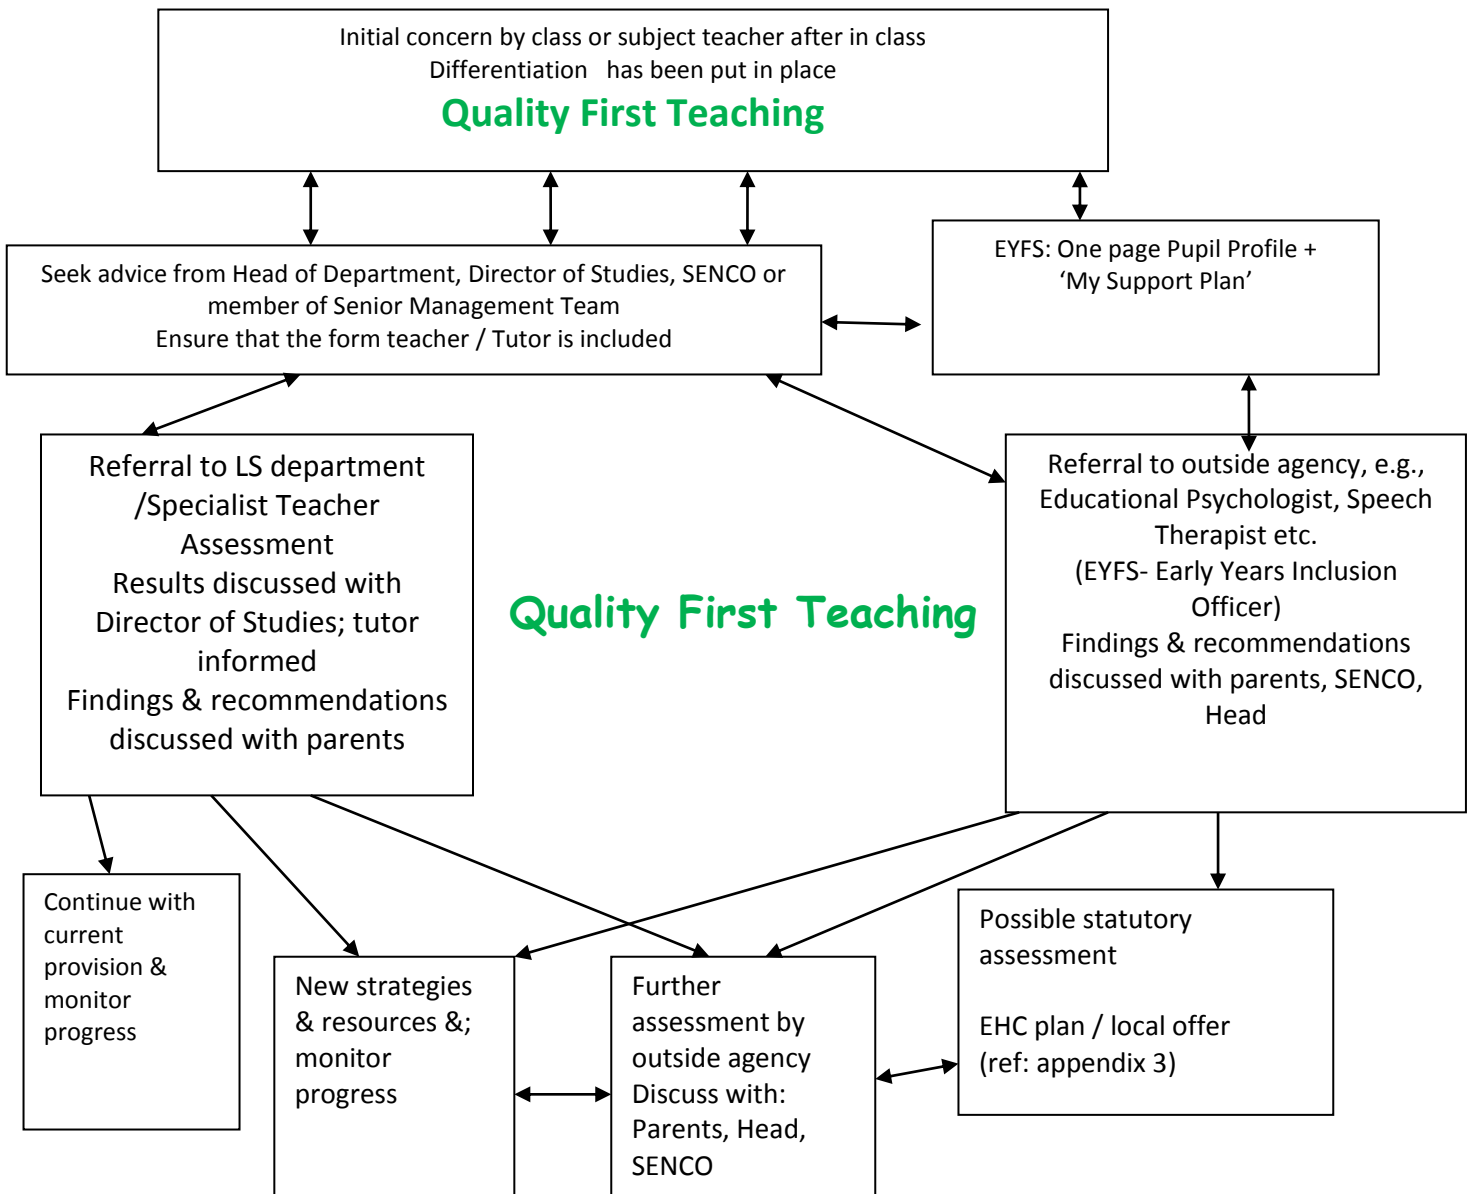 Initial concern by class or subject teacher after in class
Differentiation has been put in place
Quality First Teaching
Seek advice from Head of Department, Director of Studies, SENCO or
member of Senior Management Team
Ensure that the form teacher / Tutor is included
EYFS: One page Pupil Profile +
‘My Support Plan’
Referral to LS department
/Specialist Teacher
Assessment
Results discussed with
Director of Studies; tutor
informed
Findings & recommendations
discussed with parents
Quality First Teaching
Referral to outside agency, e.g.,
Educational Psychologist, Speech
Therapist etc.
(EYFS- Early Years Inclusion
Officer)
Findings & recommendations
discussed with parents, SENCO,
Head
Continue with
current
provision &
monitor
progress
New strategies
& resources &;
monitor
progress
Further
assessment by
outside agency
Discuss with:
Parents, Head,
SENCO
Possible statutory
assessment
EHC plan / local offer
(ref: appendix 3)